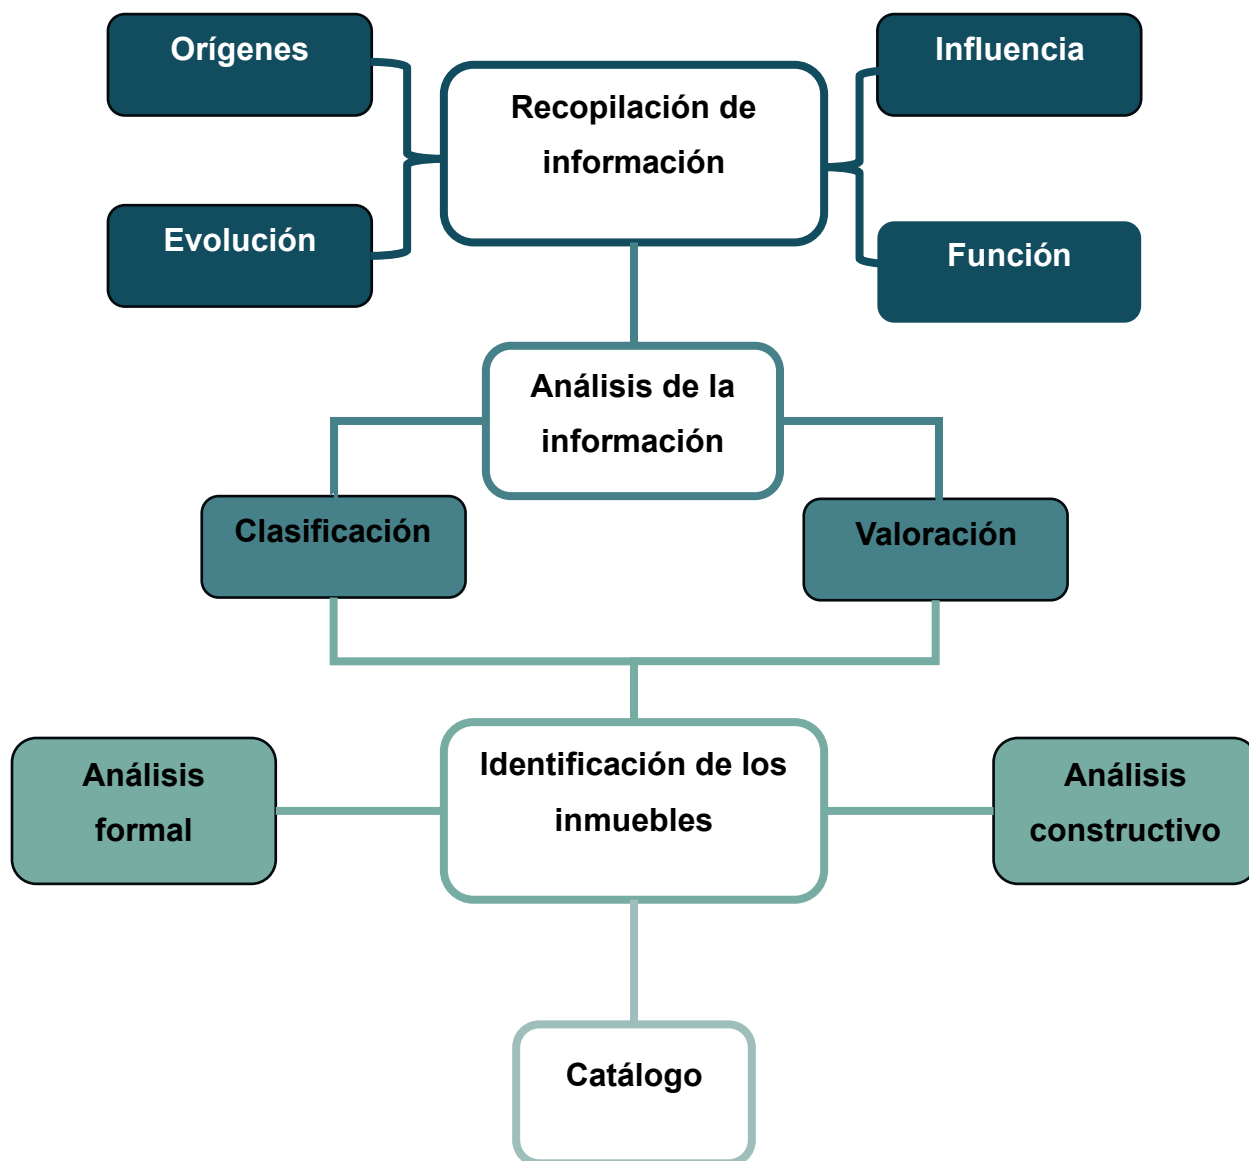 Orígenes
Influencia
Recopilación de
información
Evolución
Función
Análisis de la
información
Clasificación
Valoración
Identificación de los
inmuebles
Análisis
formal
Análisis
constructivo
Catálogo